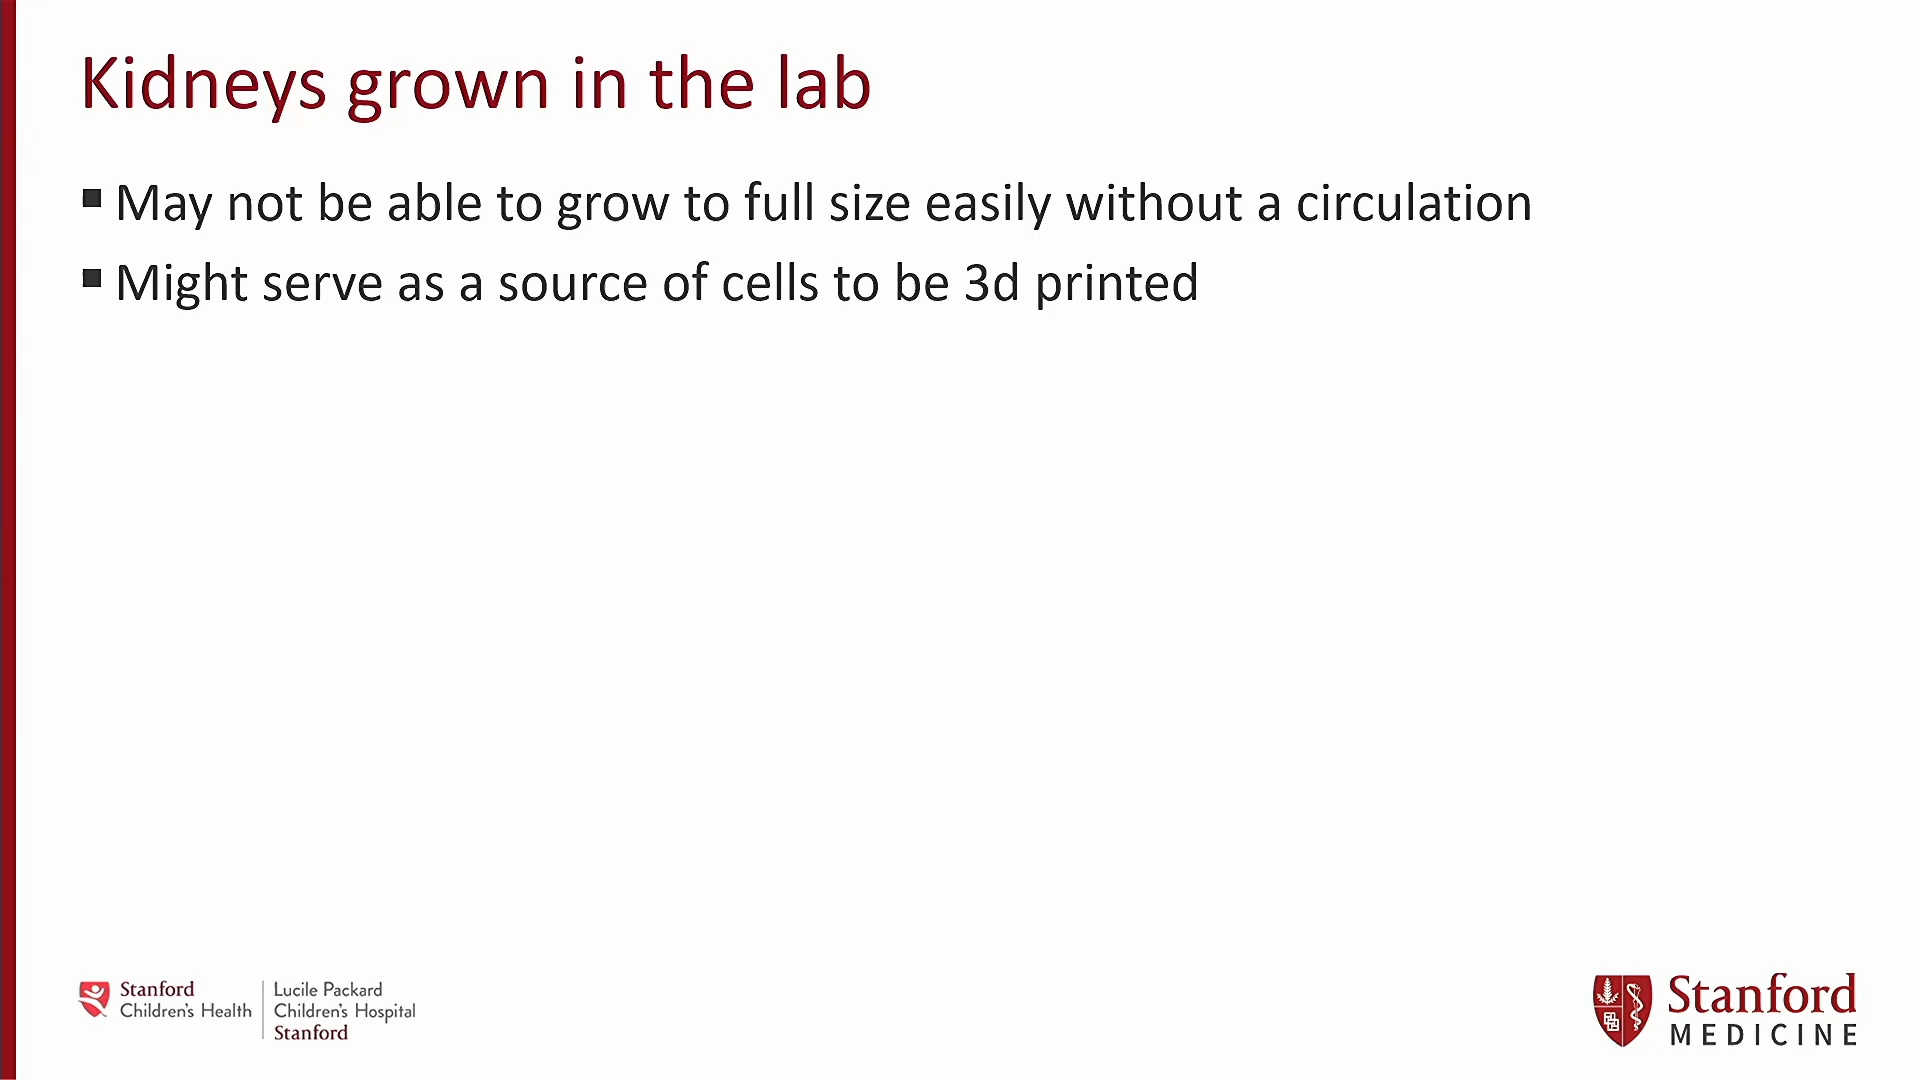 Kidneys grown in the lab
▪ May not be able to grow to full size easily without a circulation
▪ Might serve as a source of cells to be 3d printed
Stanford
Children's Health
Lucile Packard
Children's Hospital
Stanford
Stanford
MEDICINE